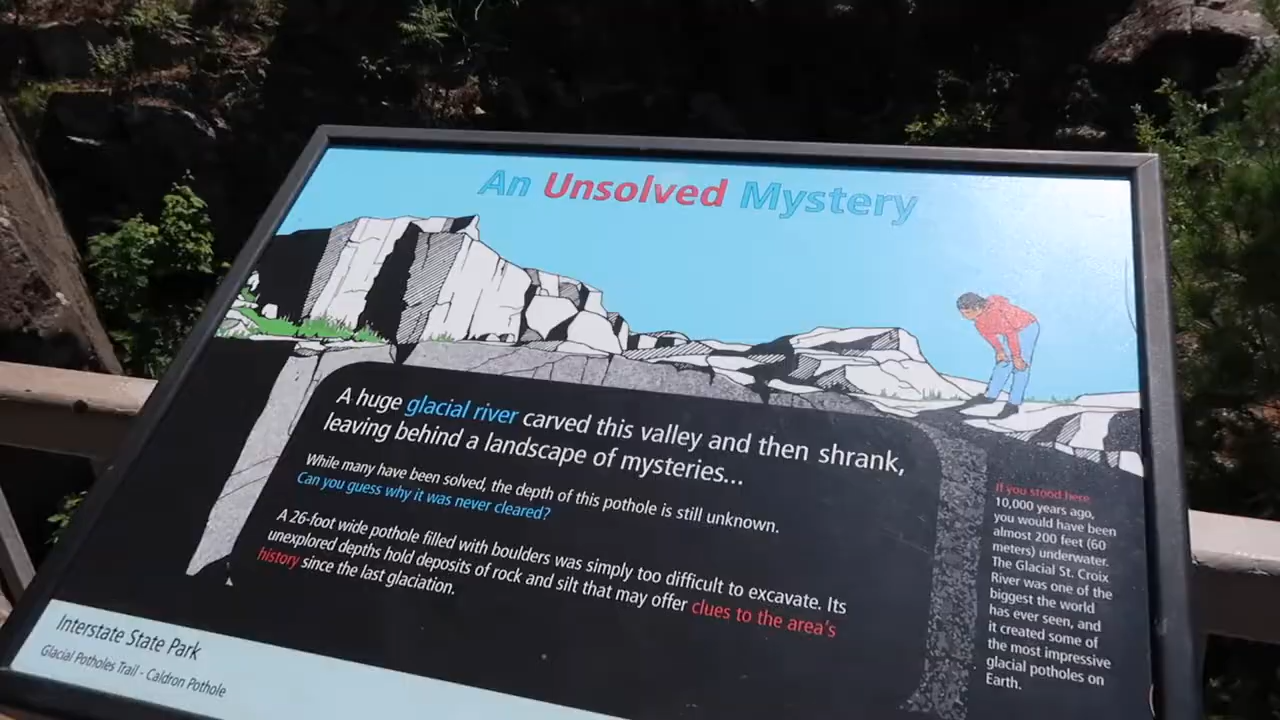 An Unsolved Mystery
A huge glacial river carved this valley and then shrank,
leaving behind a landscape of mysteries...
While many have been solved, the depth of this pothole is still unknown.
Can you guess why it was never cleared?
A 26-foot wide pothole filled with boulders was simply too difficult to excavate. Its
unexplored depths hold deposits of rock and silt that may offer clues to the area's
history since the last glaciation.
If you stood here
10,000 years ago,
you would have been
almost 200 feet (60
meters) underwater.
The Glacial St. Croix
River was one of the
biggest the world
has ever seen, and
it created some of
the most impressive
glacial potholes on
Earth.
Interstate State Park
Glacial Potholes Trail - Caldron Pothole